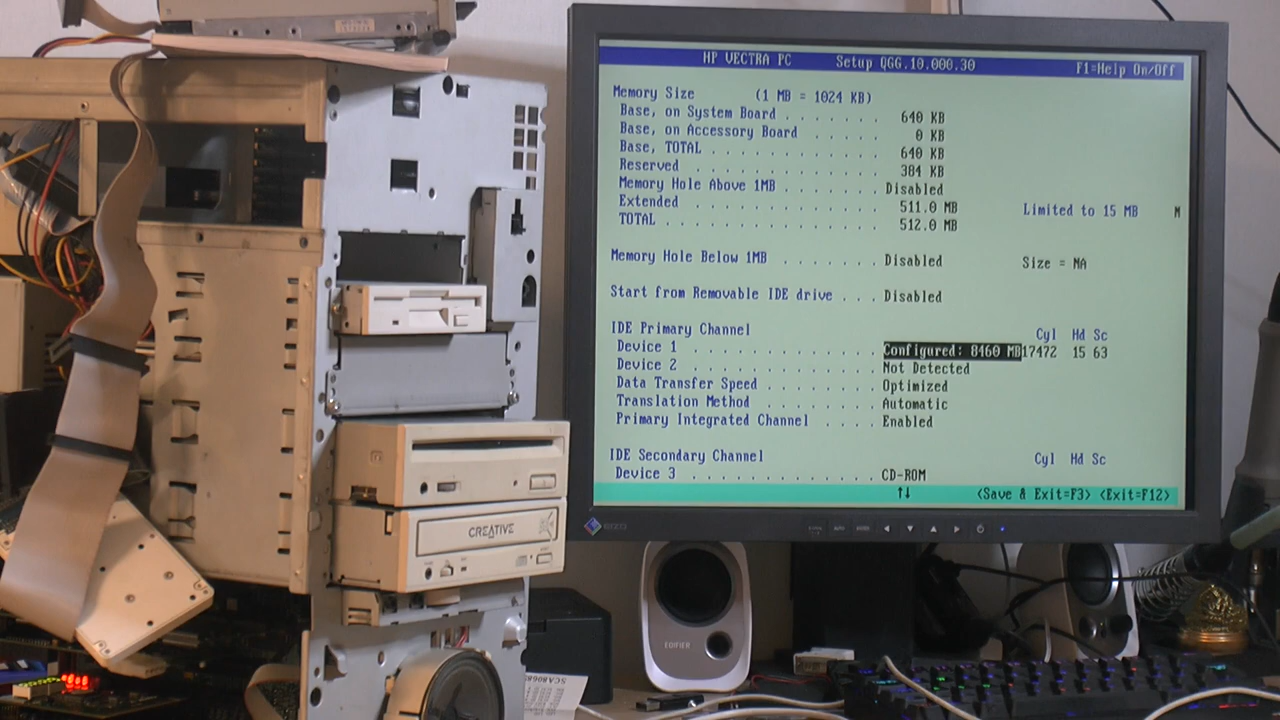 HP VECTRA PC Setup QGG.10.000.30 F1=Help On/Off
Memory Size (1 MB = 1024 KB)
Base, on System Board . . . . . . . 640 KB
Base, on Accessory Board . . . . . 0 KB
Base, TOTAL . . . . . . . . . . . 640 KB
Reserved . . . . . . . . . . . . . 384 KB
Memory Hole Above 1MB . . . . . . . Disabled
Extended . . . . . . . . . . . . . 511.0 MB Limited to 15 MB M
TOTAL . . . . . . . . . . . . . . 512.0 MB
Memory Hole Below 1MB . . . . . . . Disabled Size = NA
Start from Removable IDE drive . . . Disabled
IDE Primary Channel Cyl Hd Sc
Device 1 . . . . . . . . . . . . . Configured: 8460 MB 17472 15 63
Device 2 . . . . . . . . . . . . . Not Detected
Data Transfer Speed . . . . . . . . Optimized
Translation Method . . . . . . . . Automatic
Primary Integrated Channel . . . . Enabled
IDE Secondary Channel Cyl Hd Sc
Device 3 . . . . . . . . . . . . . CD-ROM
↑↓ <Save & Exit=F3> <Exit=F12>
EIZO
CREATIVE
EDIFIER